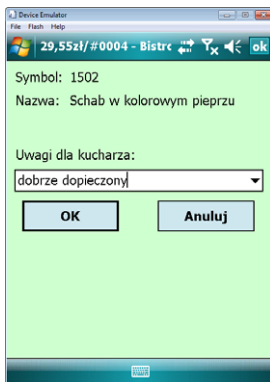 Device Emulator
File Flash Help
29,55zł/#0004 - Bistro ok
Symbol: 1502
Nazwa: Schab w kolorowym pieprzu
Uwagi dla kucharza:
dobrze dopieczony
OK Anuluj